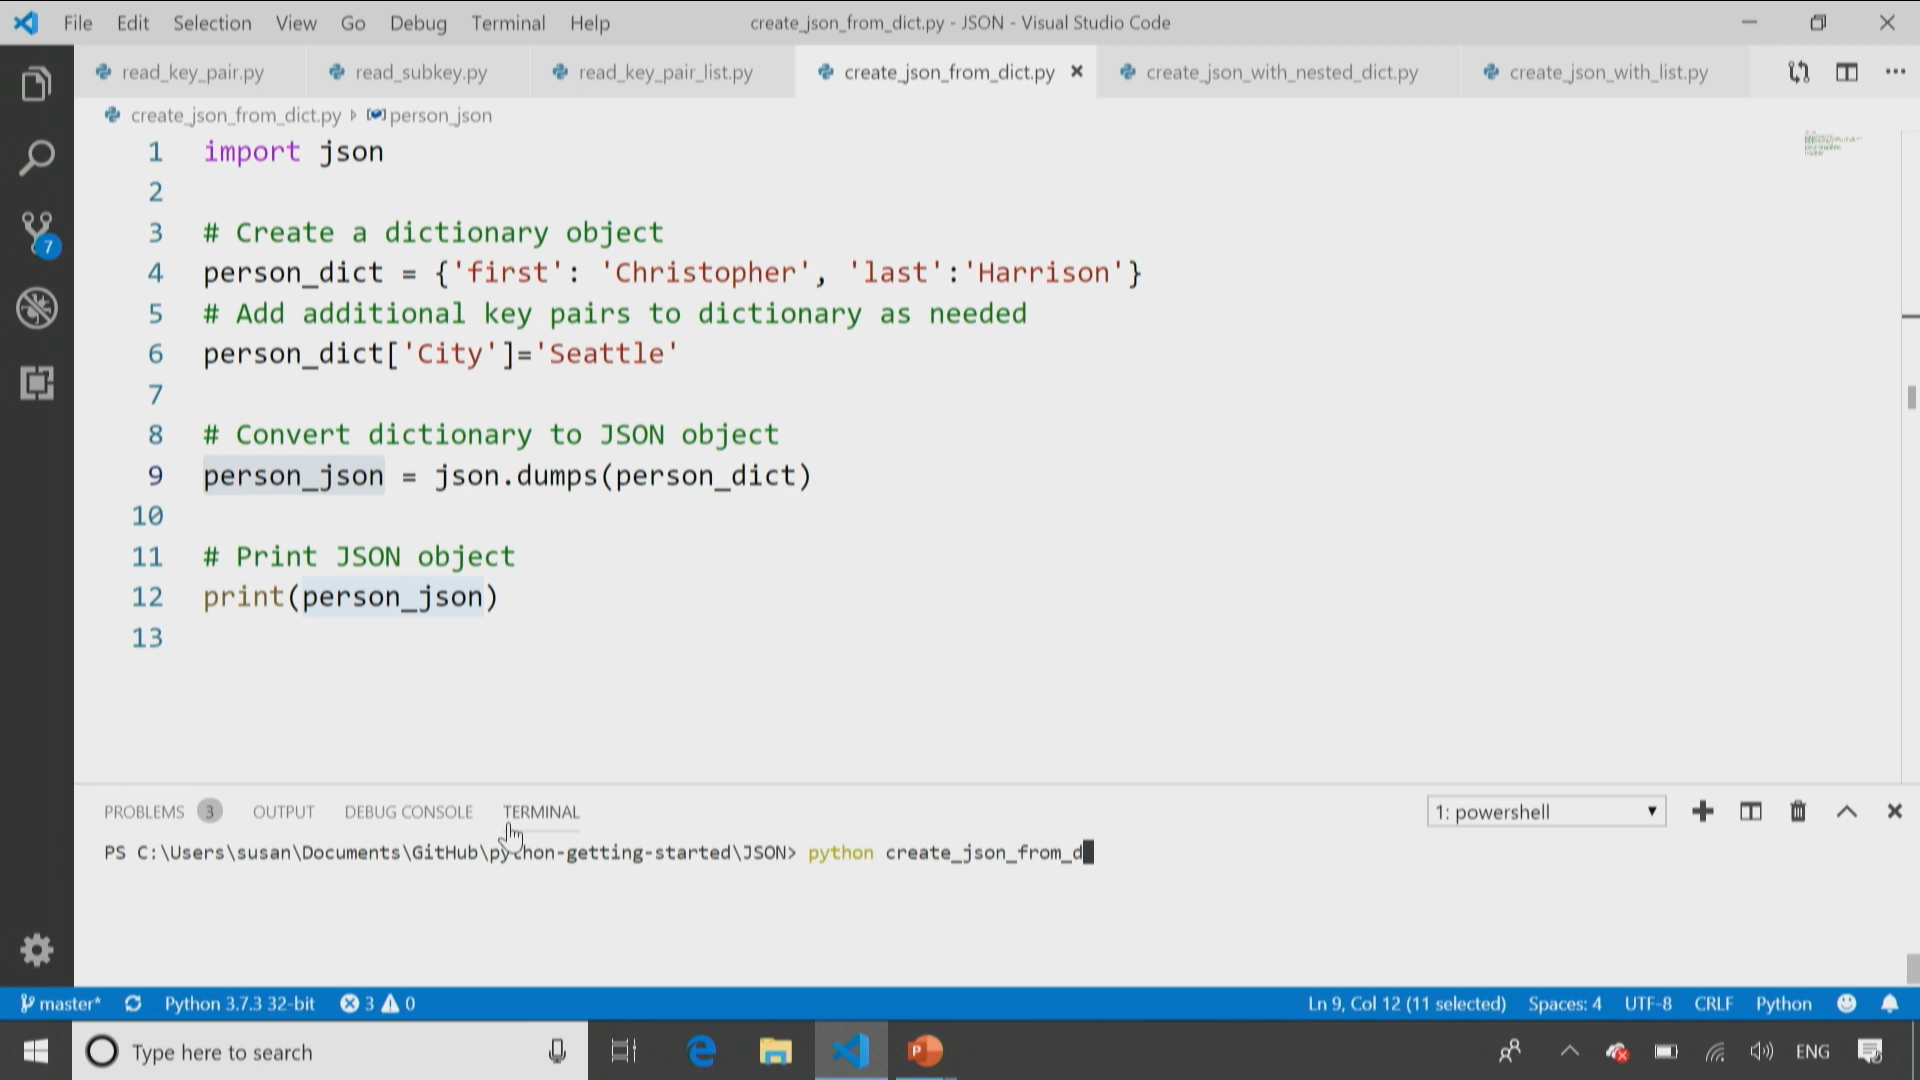 File Edit Selection View Go Debug Terminal Help create_json_from_dict.py - JSON - Visual Studio Code
read_key_pair.py read_subkey.py read_key_pair_list.py create_json_from_dict.py create_json_with_nested_dict.py create_json_with_list.py
create_json_from_dict.py person_json
1 import json
2
3 # Create a dictionary object
4 person_dict = {'first': 'Christopher', 'last':'Harrison'}
5 # Add additional key pairs to dictionary as needed
6 person_dict['City']='Seattle'
7
8 # Convert dictionary to JSON object
9 person_json = json.dumps(person_dict)
10
11 # Print JSON object
12 print(person_json)
13
7
PROBLEMS 3 OUTPUT DEBUG CONSOLE TERMINAL 1: powershell
PS C:\Users\susan\Documents\GitHub\python-getting-started\JSON> python create_json_from_d
master* Python 3.7.3 32-bit 3 0 Ln 9, Col 12 (11 selected) Spaces: 4 UTF-8 CRLF Python
Type here to search P ENG